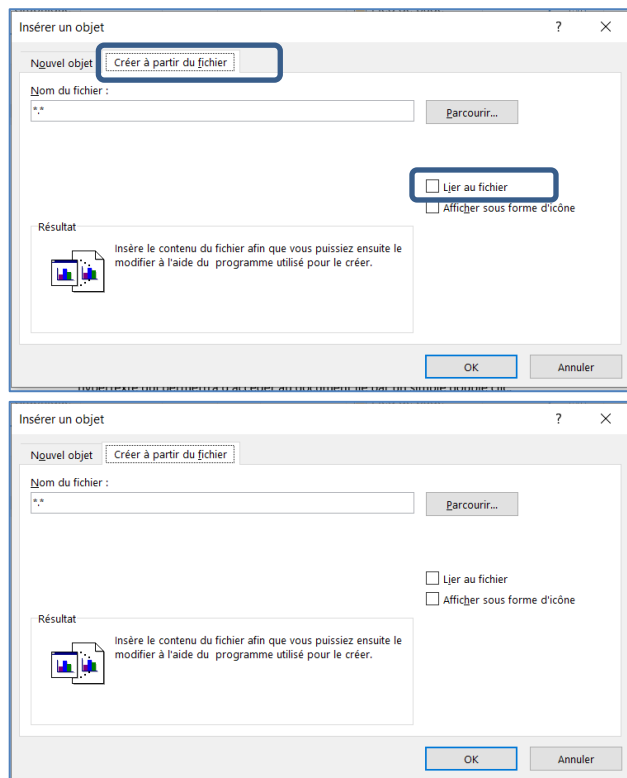 Insérer un objet ? ×
Nouvel objet Créer à partir du fichier
Nom du fichier :
*.* Parcourir...
Lier au fichier
Afficher sous forme d'icône
Résultat
Insère le contenu du fichier afin que vous puissiez ensuite le
modifier à l'aide du programme utilisé pour le créer.
OK Annuler
Insérer un objet ? ×
Nouvel objet Créer à partir du fichier
Nom du fichier :
*.* Parcourir...
Lier au fichier
Afficher sous forme d'icône
Résultat
Insère le contenu du fichier afin que vous puissiez ensuite le
modifier à l'aide du programme utilisé pour le créer.
OK Annuler